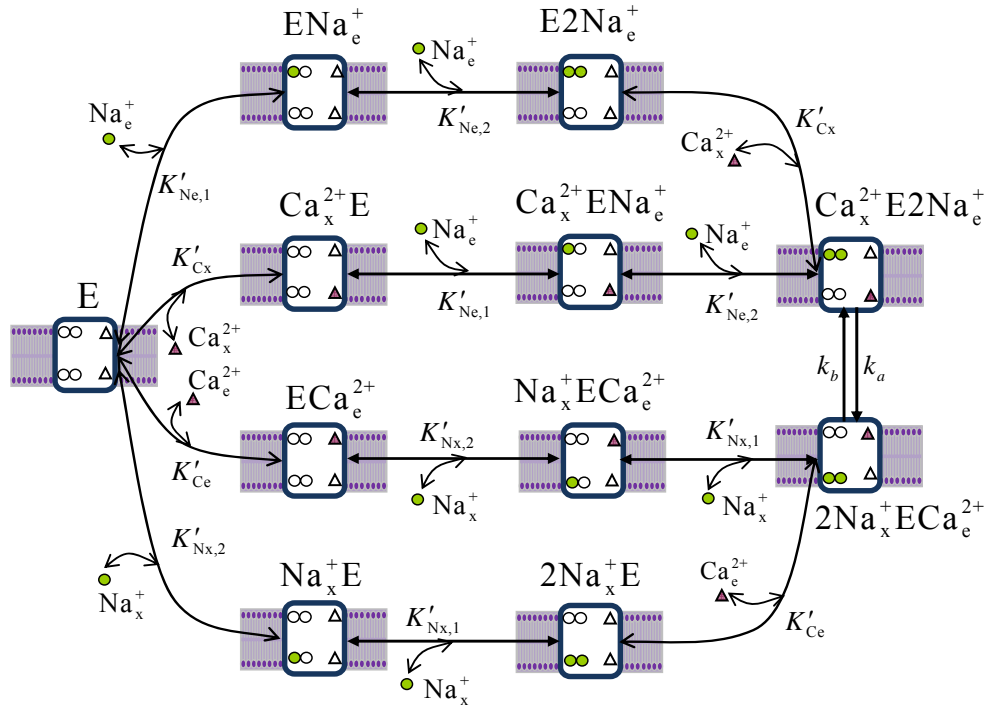 ENa⁺ₑ
E2Na⁺ₑ
Na⁺ₑ
K′Cx
Na⁺ₑ
K′Ne,2
Ca²⁺ₓ
K′Ne,1
Ca²⁺ₓE
Ca²⁺ₓENa⁺ₑ
Ca²⁺ₓE2Na⁺ₑ
Na⁺ₑ
Na⁺ₑ
K′Cx
K′Ne,1
K′Ne,2
E
Ca²⁺ₓ
Ca²⁺ₑ
k_b
k_a
ECa²⁺ₑ
Na⁺ₓECa²⁺ₑ
K′Nx,2
K′Nx,1
K′Ce
Na⁺ₓ
Na⁺ₓ
2Na⁺ₓECa²⁺ₑ
K′Nx,2
Na⁺ₓE
2Na⁺ₓE
Ca²⁺ₑ
Na⁺ₓ
K′Nx,1
K′Ce
Na⁺ₓ